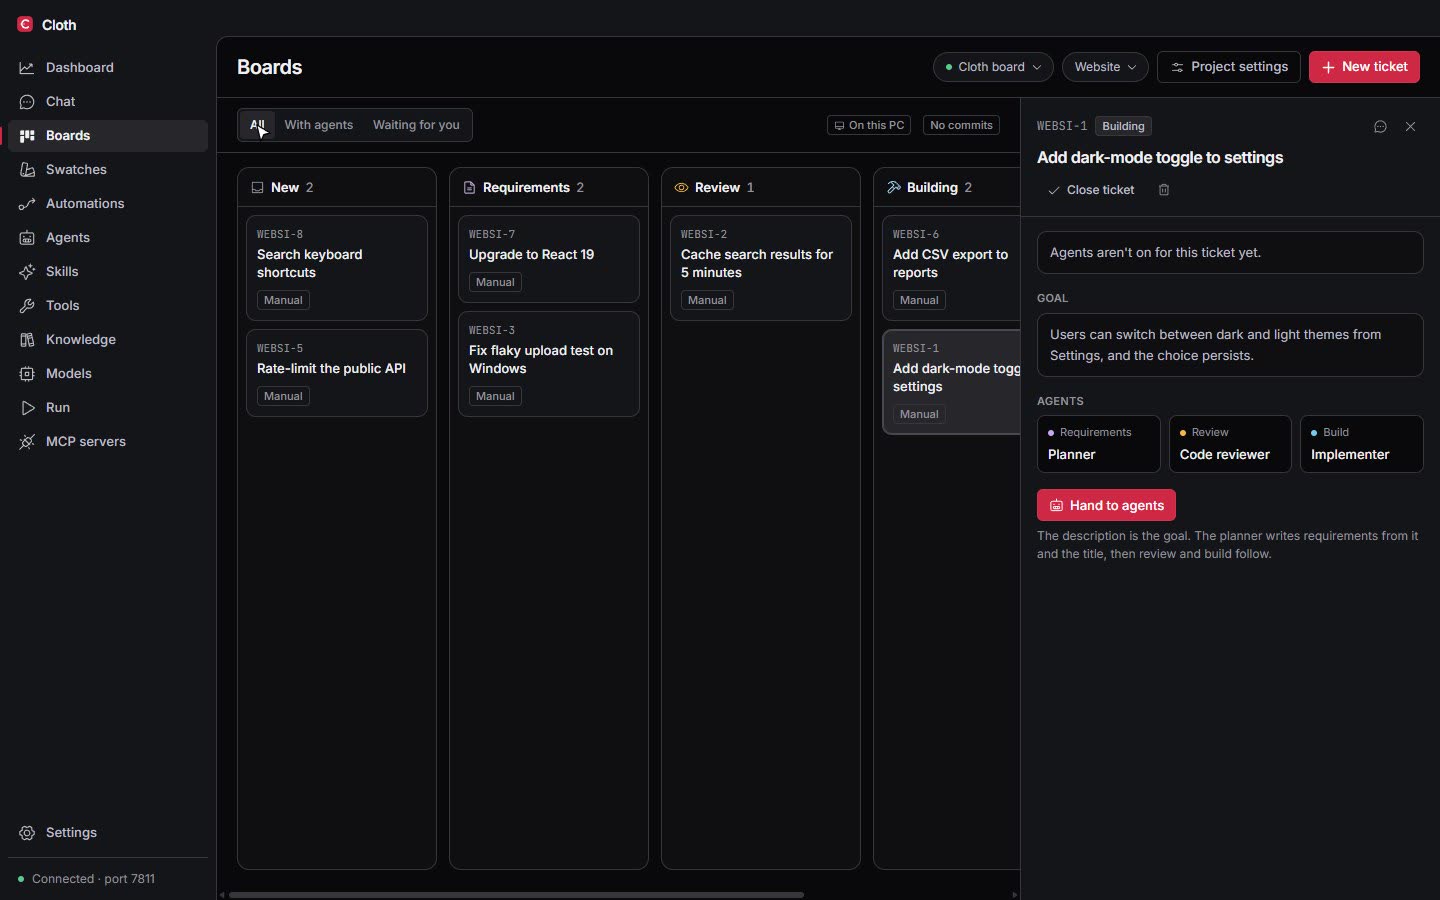 Cloth
Dashboard
Chat
Boards
Swatches
Automations
Agents
Skills
Tools
Knowledge
Models
Run
MCP servers
Settings
Connected · port 7811
Boards
Cloth board
Website
Project settings
New ticket
All
With agents
Waiting for you
On this PC
No commits
New 2
WEBSI-8
Search keyboard
shortcuts
Manual
WEBSI-5
Rate-limit the public API
Manual
Requirements 2
WEBSI-7
Upgrade to React 19
Manual
WEBSI-3
Fix flaky upload test on
Windows
Manual
Review 1
WEBSI-2
Cache search results for
5 minutes
Manual
Building 2
WEBSI-6
Add CSV export to
reports
Manual
WEBSI-1
Add dark-mode togg
settings
Manual
WEBSI-1 Building
Add dark-mode toggle to settings
Close ticket
Agents aren't on for this ticket yet.
GOAL
Users can switch between dark and light themes from
Settings, and the choice persists.
AGENTS
Requirements
Planner
Review
Code reviewer
Build
Implementer
Hand to agents
The description is the goal. The planner writes requirements from it
and the title, then review and build follow.